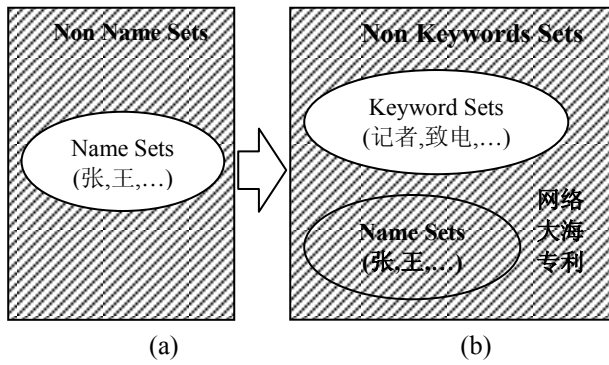 Non Name Sets
Name Sets
(张,王,…)
(a)
Non Keywords Sets
Keyword Sets
(记者,致电,…)
Name Sets
(张,王,…)
网络
大海
专利
(b)